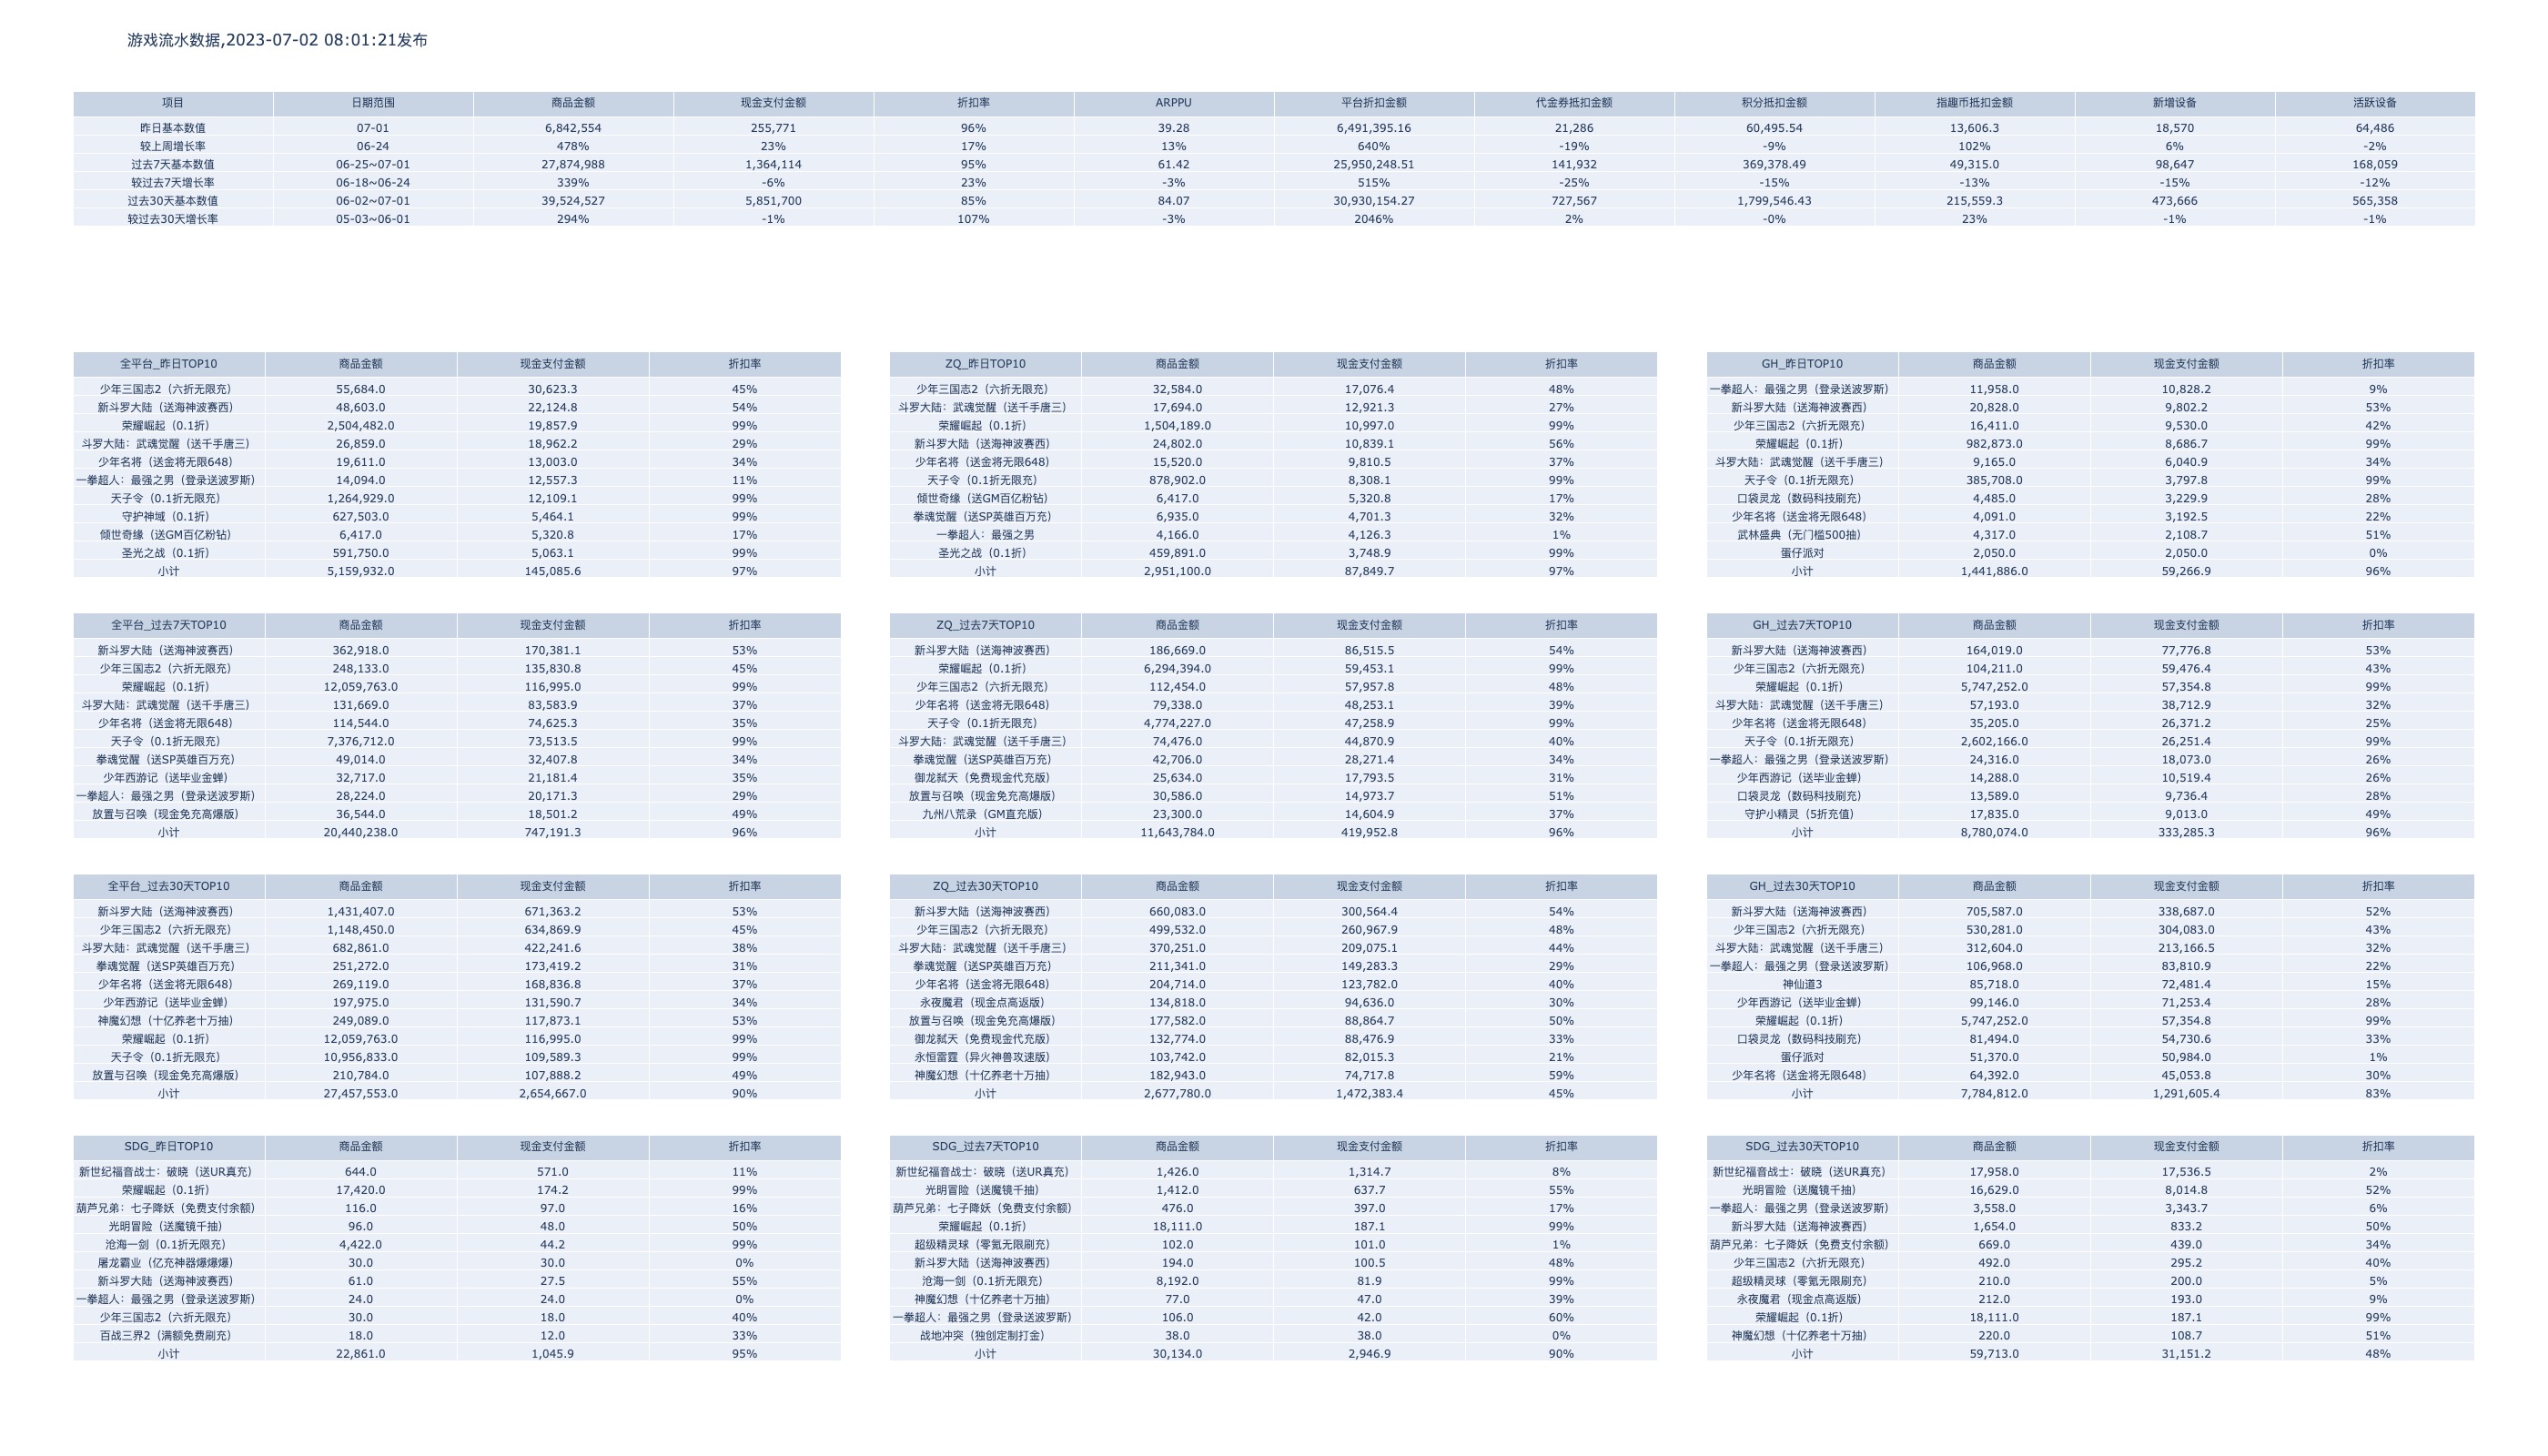 游戏流水数据,2023-07-02 08:01:21发布
项目 日期范围 商品金额 现金支付金额 折扣率 ARPPU 平台折扣金额 代金券抵扣金额 积分抵扣金额 指趣币抵扣金额 新增设备 活跃设备
昨日基本数值 07-01 6,842,554 255,771 96% 39.28 6,491,395.16 21,286 60,495.54 13,606.3 18,570 64,486
较上周增长率 06-24 478% 23% 17% 13% 640% -19% -9% 102% 6% -2%
过去7天基本数值 06-25~07-01 27,874,988 1,364,114 95% 61.42 25,950,248.51 141,932 369,378.49 49,315.0 98,647 168,059
较过去7天增长率 06-18~06-24 339% -6% 23% -3% 515% -25% -15% -13% -15% -12%
过去30天基本数值 06-02~07-01 39,524,527 5,851,700 85% 84.07 30,930,154.27 727,567 1,799,546.43 215,559.3 473,666 565,358
较过去30天增长率 05-03~06-01 294% -1% 107% -3% 2046% 2% -0% 23% -1% -1%
全平台_昨日TOP10 商品金额 现金支付金额 折扣率
少年三国志2（六折无限充） 55,684.0 30,623.3 45%
新斗罗大陆（送海神波赛西） 48,603.0 22,124.8 54%
荣耀崛起（0.1折） 2,504,482.0 19,857.9 99%
斗罗大陆：武魂觉醒（送千手唐三） 26,859.0 18,962.2 29%
少年名将（送金将无限648） 19,611.0 13,003.0 34%
一拳超人：最强之男（登录送波罗斯） 14,094.0 12,557.3 11%
天子令（0.1折无限充） 1,264,929.0 12,109.1 99%
守护神域（0.1折） 627,503.0 5,464.1 99%
倾世奇缘（送GM百亿粉钻） 6,417.0 5,320.8 17%
圣光之战（0.1折） 591,750.0 5,063.1 99%
小计 5,159,932.0 145,085.6 97%
ZQ_昨日TOP10 商品金额 现金支付金额 折扣率
少年三国志2（六折无限充） 32,584.0 17,076.4 48%
斗罗大陆：武魂觉醒（送千手唐三） 17,694.0 12,921.3 27%
荣耀崛起（0.1折） 1,504,189.0 10,997.0 99%
新斗罗大陆（送海神波赛西） 24,802.0 10,839.1 56%
少年名将（送金将无限648） 15,520.0 9,810.5 37%
天子令（0.1折无限充） 878,902.0 8,308.1 99%
倾世奇缘（送GM百亿粉钻） 6,417.0 5,320.8 17%
拳魂觉醒（送SP英雄百万充） 6,935.0 4,701.3 32%
一拳超人：最强之男 4,166.0 4,126.3 1%
圣光之战（0.1折） 459,891.0 3,748.9 99%
小计 2,951,100.0 87,849.7 97%
GH_昨日TOP10 商品金额 现金支付金额 折扣率
一拳超人：最强之男（登录送波罗斯） 11,958.0 10,828.2 9%
新斗罗大陆（送海神波赛西） 20,828.0 9,802.2 53%
少年三国志2（六折无限充） 16,411.0 9,530.0 42%
荣耀崛起（0.1折） 982,873.0 8,686.7 99%
斗罗大陆：武魂觉醒（送千手唐三） 9,165.0 6,040.9 34%
天子令（0.1折无限充） 385,708.0 3,797.8 99%
口袋灵龙（数码科技刷充） 4,485.0 3,229.9 28%
少年名将（送金将无限648） 4,091.0 3,192.5 22%
武林盛典（无门槛500抽） 4,317.0 2,108.7 51%
蛋仔派对 2,050.0 2,050.0 0%
小计 1,441,886.0 59,266.9 96%
全平台_过去7天TOP10 商品金额 现金支付金额 折扣率
新斗罗大陆（送海神波赛西） 362,918.0 170,381.1 53%
少年三国志2（六折无限充） 248,133.0 135,830.8 45%
荣耀崛起（0.1折） 12,059,763.0 116,995.0 99%
斗罗大陆：武魂觉醒（送千手唐三） 131,669.0 83,583.9 37%
少年名将（送金将无限648） 114,544.0 74,625.3 35%
天子令（0.1折无限充） 7,376,712.0 73,513.5 99%
拳魂觉醒（送SP英雄百万充） 49,014.0 32,407.8 34%
少年西游记（送毕业金蝉） 32,717.0 21,181.4 35%
一拳超人：最强之男（登录送波罗斯） 28,224.0 20,171.3 29%
放置与召唤（现金免充高爆版） 36,544.0 18,501.2 49%
小计 20,440,238.0 747,191.3 96%
ZQ_过去7天TOP10 商品金额 现金支付金额 折扣率
新斗罗大陆（送海神波赛西） 186,669.0 86,515.5 54%
荣耀崛起（0.1折） 6,294,394.0 59,453.1 99%
少年三国志2（六折无限充） 112,454.0 57,957.8 48%
少年名将（送金将无限648） 79,338.0 48,253.1 39%
天子令（0.1折无限充） 4,774,227.0 47,258.9 99%
斗罗大陆：武魂觉醒（送千手唐三） 74,476.0 44,870.9 40%
拳魂觉醒（送SP英雄百万充） 42,706.0 28,271.4 34%
御龙弑天（免费现金代充版） 25,634.0 17,793.5 31%
放置与召唤（现金免充高爆版） 30,586.0 14,973.7 51%
九州八荒录（GM直充版） 23,300.0 14,604.9 37%
小计 11,643,784.0 419,952.8 96%
GH_过去7天TOP10 商品金额 现金支付金额 折扣率
新斗罗大陆（送海神波赛西） 164,019.0 77,776.8 53%
少年三国志2（六折无限充） 104,211.0 59,476.4 43%
荣耀崛起（0.1折） 5,747,252.0 57,354.8 99%
斗罗大陆：武魂觉醒（送千手唐三） 57,193.0 38,712.9 32%
少年名将（送金将无限648） 35,205.0 26,371.2 25%
天子令（0.1折无限充） 2,602,166.0 26,251.4 99%
一拳超人：最强之男（登录送波罗斯） 24,316.0 18,073.0 26%
少年西游记（送毕业金蝉） 14,288.0 10,519.4 26%
口袋灵龙（数码科技刷充） 13,589.0 9,736.4 28%
守护小精灵（5折充值） 17,835.0 9,013.0 49%
小计 8,780,074.0 333,285.3 96%
全平台_过去30天TOP10 商品金额 现金支付金额 折扣率
新斗罗大陆（送海神波赛西） 1,431,407.0 671,363.2 53%
少年三国志2（六折无限充） 1,148,450.0 634,869.9 45%
斗罗大陆：武魂觉醒（送千手唐三） 682,861.0 422,241.6 38%
拳魂觉醒（送SP英雄百万充） 251,272.0 173,419.2 31%
少年名将（送金将无限648） 269,119.0 168,836.8 37%
少年西游记（送毕业金蝉） 197,975.0 131,590.7 34%
神魔幻想（十亿养老十万抽） 249,089.0 117,873.1 53%
荣耀崛起（0.1折） 12,059,763.0 116,995.0 99%
天子令（0.1折无限充） 10,956,833.0 109,589.3 99%
放置与召唤（现金免充高爆版） 210,784.0 107,888.2 49%
小计 27,457,553.0 2,654,667.0 90%
ZQ_过去30天TOP10 商品金额 现金支付金额 折扣率
新斗罗大陆（送海神波赛西） 660,083.0 300,564.4 54%
少年三国志2（六折无限充） 499,532.0 260,967.9 48%
斗罗大陆：武魂觉醒（送千手唐三） 370,251.0 209,075.1 44%
拳魂觉醒（送SP英雄百万充） 211,341.0 149,283.3 29%
少年名将（送金将无限648） 204,714.0 123,782.0 40%
永夜魔君（现金点高返版） 134,818.0 94,636.0 30%
放置与召唤（现金免充高爆版） 177,582.0 88,864.7 50%
御龙弑天（免费现金代充版） 132,774.0 88,476.9 33%
永恒雷霆（异火神兽攻速版） 103,742.0 82,015.3 21%
神魔幻想（十亿养老十万抽） 182,943.0 74,717.8 59%
小计 2,677,780.0 1,472,383.4 45%
GH_过去30天TOP10 商品金额 现金支付金额 折扣率
新斗罗大陆（送海神波赛西） 705,587.0 338,687.0 52%
少年三国志2（六折无限充） 530,281.0 304,083.0 43%
斗罗大陆：武魂觉醒（送千手唐三） 312,604.0 213,166.5 32%
一拳超人：最强之男（登录送波罗斯） 106,968.0 83,810.9 22%
神仙道3 85,718.0 72,481.4 15%
少年西游记（送毕业金蝉） 99,146.0 71,253.4 28%
荣耀崛起（0.1折） 5,747,252.0 57,354.8 99%
口袋灵龙（数码科技刷充） 81,494.0 54,730.6 33%
蛋仔派对 51,370.0 50,984.0 1%
少年名将（送金将无限648） 64,392.0 45,053.8 30%
小计 7,784,812.0 1,291,605.4 83%
SDG_昨日TOP10 商品金额 现金支付金额 折扣率
新世纪福音战士：破晓（送UR真充） 644.0 571.0 11%
荣耀崛起（0.1折） 17,420.0 174.2 99%
葫芦兄弟：七子降妖（免费支付余额） 116.0 97.0 16%
光明冒险（送魔镜千抽） 96.0 48.0 50%
沧海一剑（0.1折无限充） 4,422.0 44.2 99%
屠龙霸业（亿充神器爆爆爆） 30.0 30.0 0%
新斗罗大陆（送海神波赛西） 61.0 27.5 55%
一拳超人：最强之男（登录送波罗斯） 24.0 24.0 0%
少年三国志2（六折无限充） 30.0 18.0 40%
百战三界2（满额免费刷充） 18.0 12.0 33%
小计 22,861.0 1,045.9 95%
SDG_过去7天TOP10 商品金额 现金支付金额 折扣率
新世纪福音战士：破晓（送UR真充） 1,426.0 1,314.7 8%
光明冒险（送魔镜千抽） 1,412.0 637.7 55%
葫芦兄弟：七子降妖（免费支付余额） 476.0 397.0 17%
荣耀崛起（0.1折） 18,111.0 187.1 99%
超级精灵球（零氪无限刷充） 102.0 101.0 1%
新斗罗大陆（送海神波赛西） 194.0 100.5 48%
沧海一剑（0.1折无限充） 8,192.0 81.9 99%
神魔幻想（十亿养老十万抽） 77.0 47.0 39%
一拳超人：最强之男（登录送波罗斯） 106.0 42.0 60%
战地冲突（独创定制打金） 38.0 38.0 0%
小计 30,134.0 2,946.9 90%
SDG_过去30天TOP10 商品金额 现金支付金额 折扣率
新世纪福音战士：破晓（送UR真充） 17,958.0 17,536.5 2%
光明冒险（送魔镜千抽） 16,629.0 8,014.8 52%
一拳超人：最强之男（登录送波罗斯） 3,558.0 3,343.7 6%
新斗罗大陆（送海神波赛西） 1,654.0 833.2 50%
葫芦兄弟：七子降妖（免费支付余额） 669.0 439.0 34%
少年三国志2（六折无限充） 492.0 295.2 40%
超级精灵球（零氪无限刷充） 210.0 200.0 5%
永夜魔君（现金点高返版） 212.0 193.0 9%
荣耀崛起（0.1折） 18,111.0 187.1 99%
神魔幻想（十亿养老十万抽） 220.0 108.7 51%
小计 59,713.0 31,151.2 48%